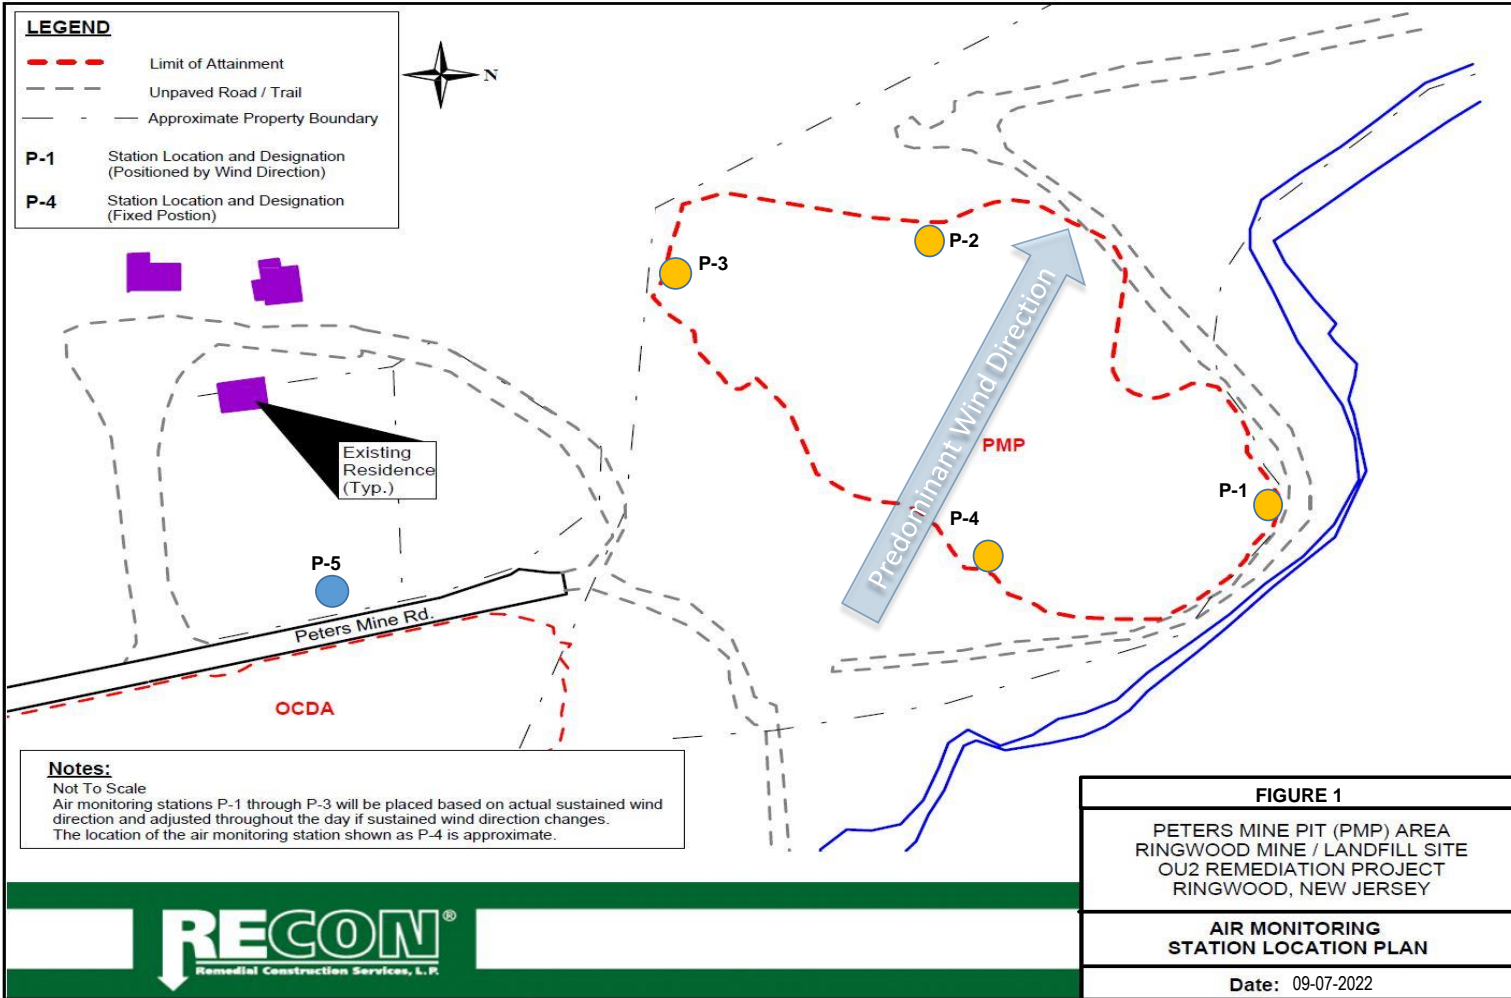 LEGEND
Limit of Attainment
Unpaved Road / Trail
Approximate Property Boundary
P-1 Station Location and Designation
(Positioned by Wind Direction)
P-4 Station Location and Designation
(Fixed Postion)
N
P-2
P-3
Predominant Wind Direction
PMP
Existing
Residence
(Typ.)
P-1
P-4
P-5
Peters Mine Rd.
OCDA
Notes:
Not To Scale
Air monitoring stations P-1 through P-3 will be placed based on actual sustained wind
direction and adjusted throughout the day if sustained wind direction changes.
The location of the air monitoring station shown as P-4 is approximate.
RECON®
Remedial Construction Services, L.P.
FIGURE 1
PETERS MINE PIT (PMP) AREA
RINGWOOD MINE / LANDFILL SITE
OU2 REMEDIATION PROJECT
RINGWOOD, NEW JERSEY
AIR MONITORING
STATION LOCATION PLAN
Date: 09-07-2022